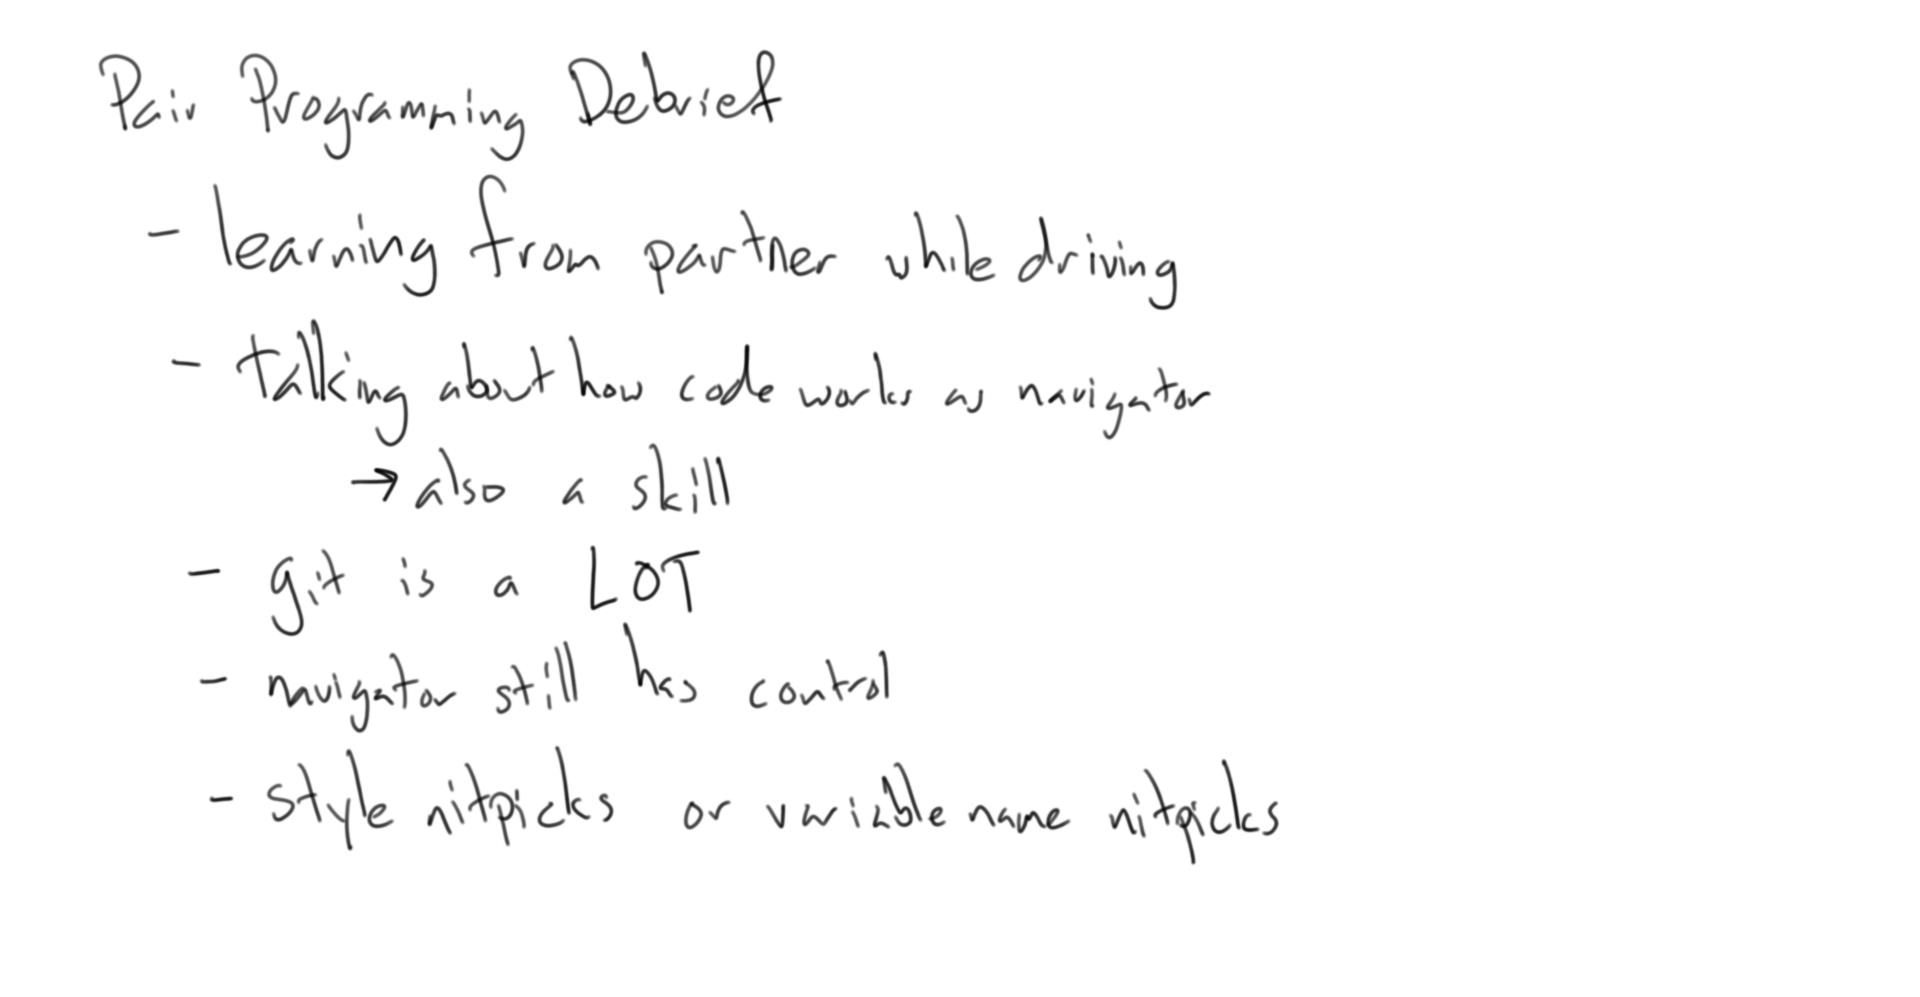 Pair Programming Debrief
- learning from partner while driving
- talking about how code works as navigator
→ also a skill
- git is a LOT
- navigator still has control
- style nitpicks or variable name nitpicks